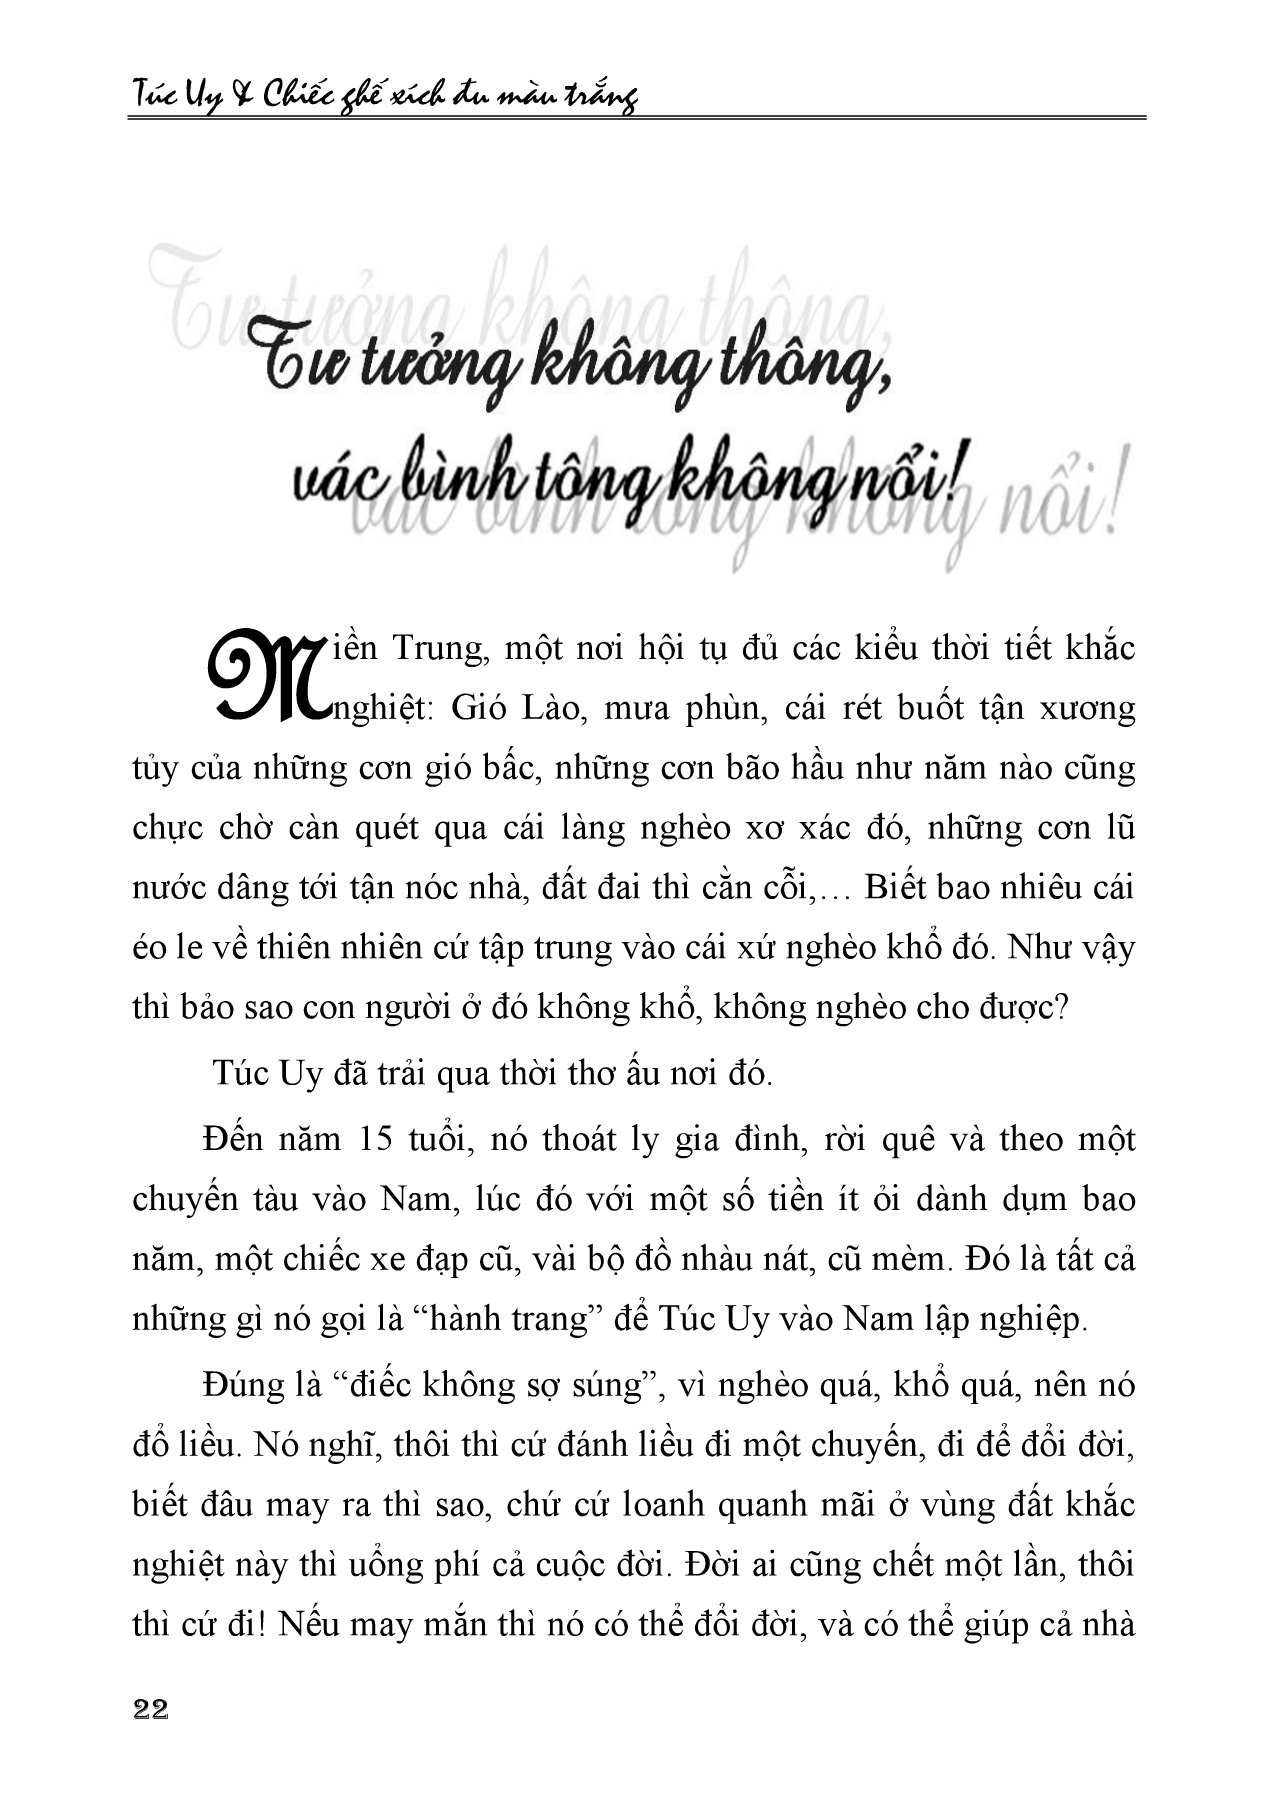 Túc Uy & Chiếc ghế xích đu màu trắng
Tư tưởng không thông,
vác bình tông không nổi!
Miền Trung, một nơi hội tụ đủ các kiểu thời tiết khắc
nghiệt: Gió Lào, mưa phùn, cái rét buốt tận xương
tủy của những cơn gió bấc, những cơn bão hầu như năm nào cũng
chực chờ càn quét qua cái làng nghèo xơ xác đó, những cơn lũ
nước dâng tới tận nóc nhà, đất đai thì cằn cỗi,… Biết bao nhiêu cái
éo le về thiên nhiên cứ tập trung vào cái xứ nghèo khổ đó. Như vậy
thì bảo sao con người ở đó không khổ, không nghèo cho được?
Túc Uy đã trải qua thời thơ ấu nơi đó.
Đến năm 15 tuổi, nó thoát ly gia đình, rời quê và theo một
chuyến tàu vào Nam, lúc đó với một số tiền ít ỏi dành dụm bao
năm, một chiếc xe đạp cũ, vài bộ đồ nhàu nát, cũ mèm. Đó là tất cả
những gì nó gọi là “hành trang” để Túc Uy vào Nam lập nghiệp.
Đúng là “điếc không sợ súng”, vì nghèo quá, khổ quá, nên nó
đổ liều. Nó nghĩ, thôi thì cứ đánh liều đi một chuyến, đi để đổi đời,
biết đâu may ra thì sao, chứ cứ loanh quanh mãi ở vùng đất khắc
nghiệt này thì uổng phí cả cuộc đời. Đời ai cũng chết một lần, thôi
thì cứ đi! Nếu may mắn thì nó có thể đổi đời, và có thể giúp cả nhà
22